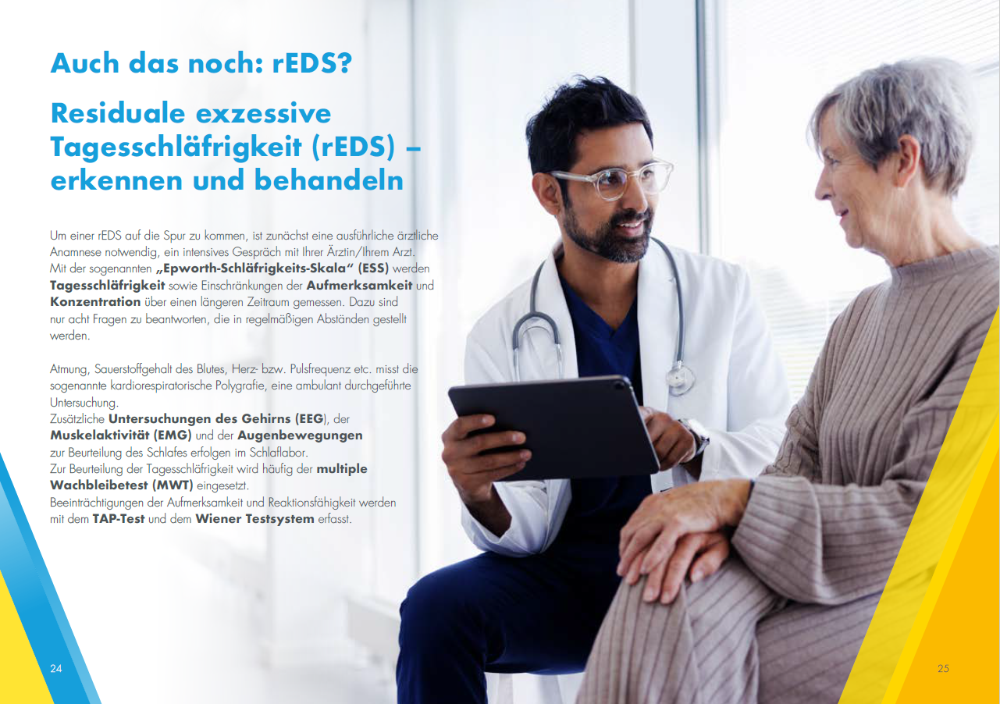 Auch das noch: rEDS?
Residuale exzessive
Tagesschläfrigkeit (rEDS) –
erkennen und behandeln
Um einer rEDS auf die Spur zu kommen, ist zunächst eine ausführliche ärztliche
Anamnese notwendig, ein intensives Gespräch mit Ihrer Ärztin/Ihrem Arzt.
Mit der sogenannten „Epworth-Schläfrigkeits-Skala“ (ESS) werden
Tagesschläfrigkeit sowie Einschränkungen der Aufmerksamkeit und
Konzentration über einen längeren Zeitraum gemessen. Dazu sind
nur acht Fragen zu beantworten, die in regelmäßigen Abständen gestellt
werden.
Atmung, Sauerstoffgehalt des Blutes, Herz- bzw. Pulsfrequenz etc. misst die
sogenannte kardiorespiratorische Polygrafie, eine ambulant durchgeführte
Untersuchung.
Zusätzliche Untersuchungen des Gehirns (EEG), der
Muskelaktivität (EMG) und der Augenbewegungen
zur Beurteilung des Schlafes erfolgen im Schlaflabor.
Zur Beurteilung der Tagesschläfrigkeit wird häufig der multiple
Wachbleibetest (MWT) eingesetzt.
Beeinträchtigungen der Aufmerksamkeit und Reaktionsfähigkeit werden
mit dem TAP-Test und dem Wiener Testsystem erfasst.
24
25